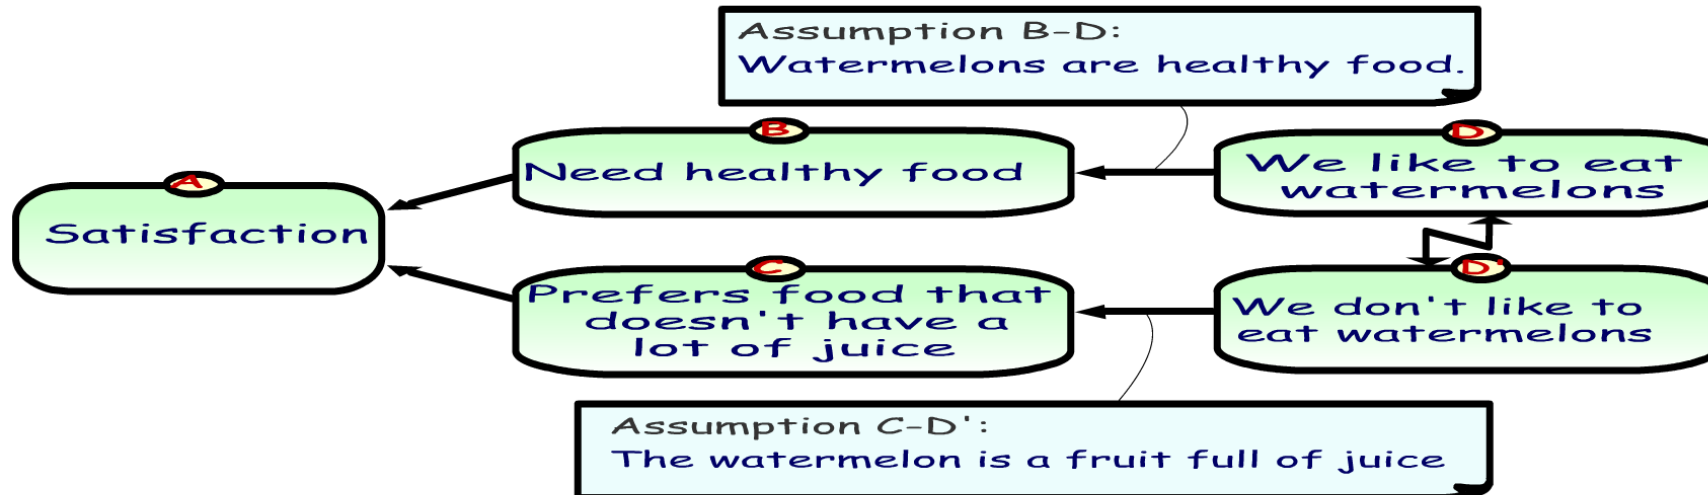 Assumption B-D:
Watermelons are healthy food.
B
Need healthy food
D
We like to eat
watermelons
A
Satisfaction
C
Prefers food that
doesn't have a
lot of juice
D'
We don't like to
eat watermelons
Assumption C-D':
The watermelon is a fruit full of juice